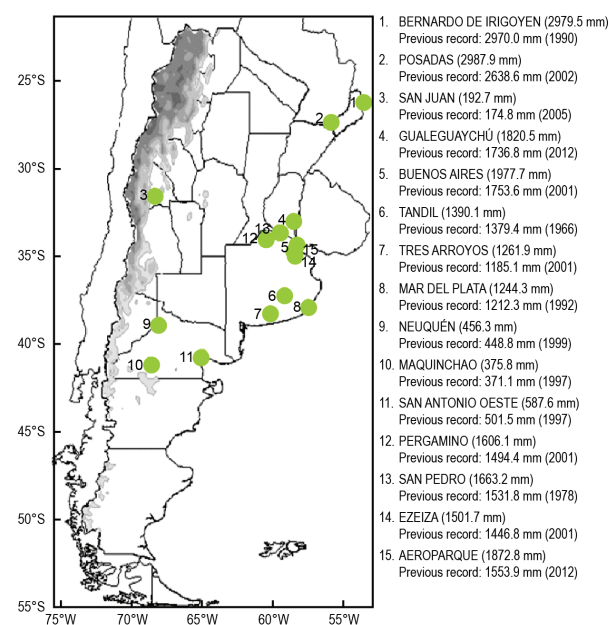 1. BERNARDO DE IRIGOYEN (2979.5 mm)
Previous record: 2970.0 mm (1990)
2. POSADAS (2987.9 mm)
Previous record: 2638.6 mm (2002)
3. SAN JUAN (192.7 mm)
Previous record: 174.8 mm (2005)
4. GUALEGUAYCHÚ (1820.5 mm)
Previous record: 1736.8 mm (2012)
5. BUENOS AIRES (1977.7 mm)
Previous record: 1753.6 mm (2001)
6. TANDIL (1390.1 mm)
Previous record: 1379.4 mm (1966)
7. TRES ARROYOS (1261.9 mm)
Previous record: 1185.1 mm (2001)
8. MAR DEL PLATA (1244.3 mm)
Previous record: 1212.3 mm (1992)
9. NEUQUÉN (456.3 mm)
Previous record: 448.8 mm (1999)
10. MAQUINCHAO (375.8 mm)
Previous record: 371.1 mm (1997)
11. SAN ANTONIO OESTE (587.6 mm)
Previous record: 501.5 mm (1997)
12. PERGAMINO (1606.1 mm)
Previous record: 1494.4 mm (2001)
13. SAN PEDRO (1663.2 mm)
Previous record: 1531.8 mm (1978)
14. EZEIZA (1501.7 mm)
Previous record: 1446.8 mm (2001)
15. AEROPARQUE (1872.8 mm)
Previous record: 1553.9 mm (2012)
25°S
30°S
35°S
40°S
45°S
50°S
55°S
75°W 70°W 65°W 60°W 55°W
1
2
3
4
13
12
5
15
14
6
7
8
9
10
11